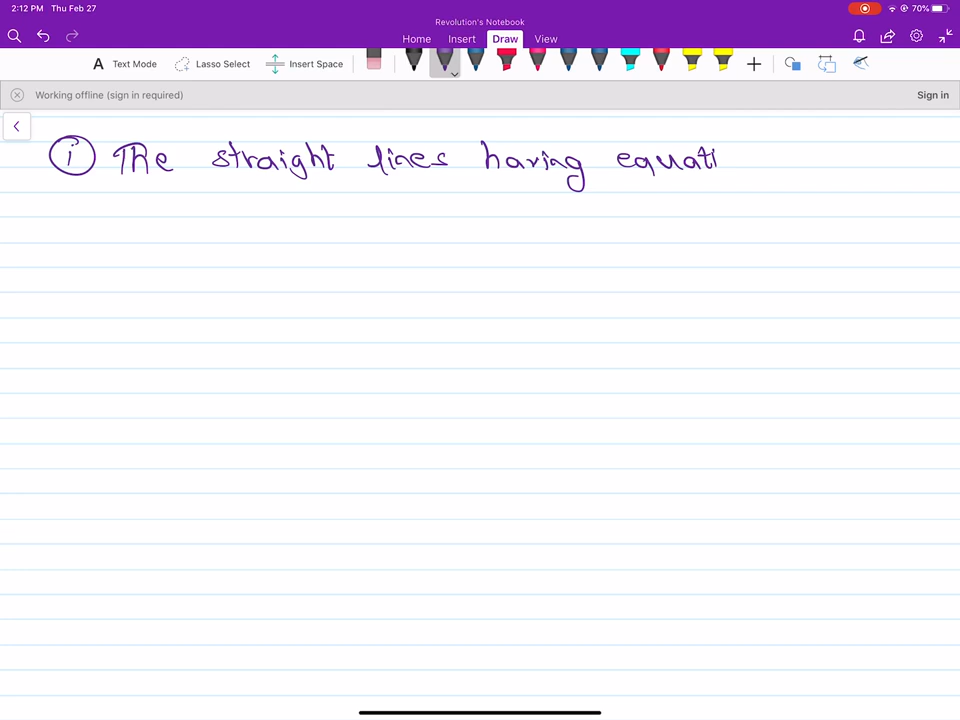 2:12 PM Thu Feb 27
70%
Revolution's Notebook
Home Insert Draw View
A Text Mode Lasso Select Insert Space
Working offline (sign in required) Sign in
i The straight lines having equati